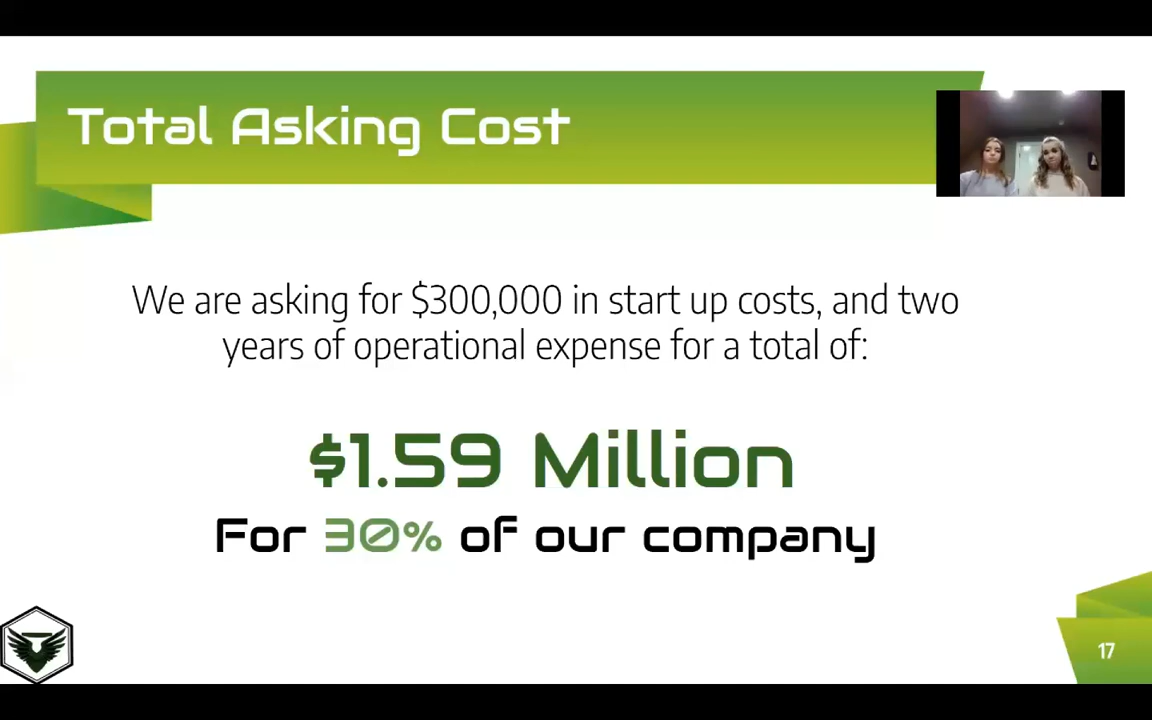 Total Asking Cost
We are asking for $300,000 in start up costs, and two
years of operational expense for a total of:
$1.59 Million
For 30% of our company
17